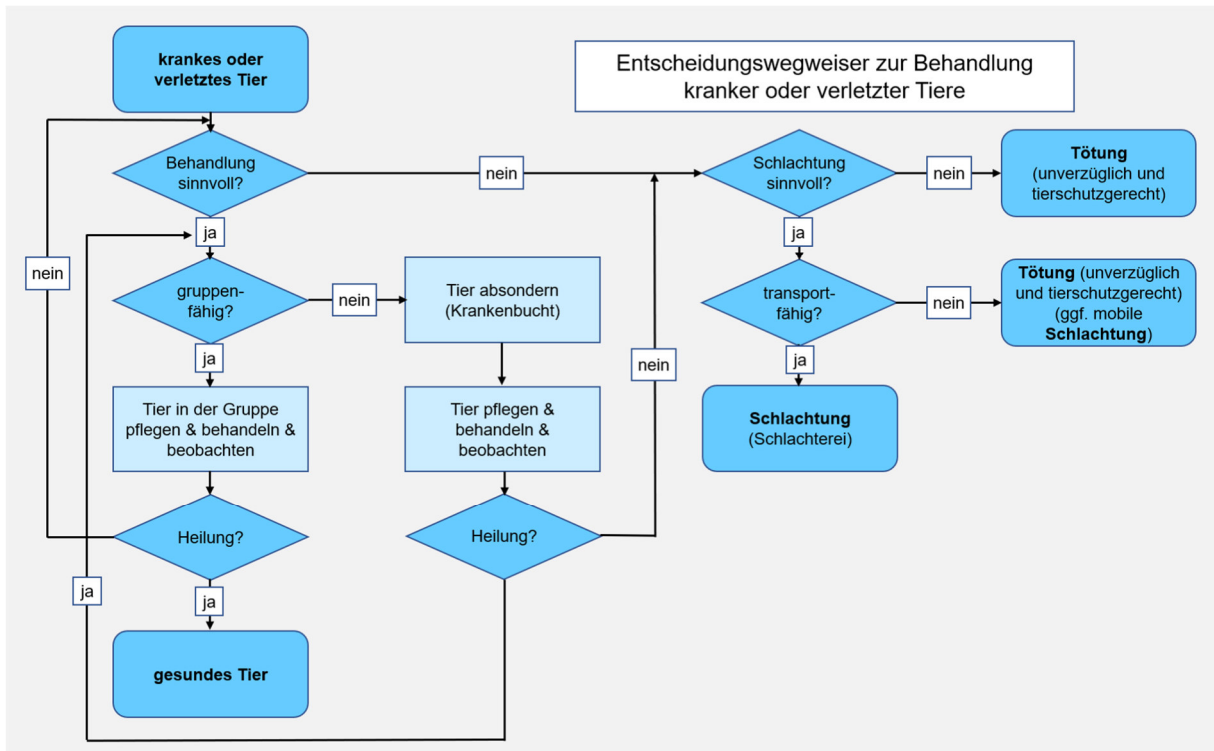 krankes oder
verletztes Tier
Entscheidungswegweiser zur Behandlung
kranker oder verletzter Tiere
Behandlung
sinnvoll?
nein
Schlachtung
sinnvoll?
nein
Tötung
(unverzüglich und
tierschutzgerecht)
ja
ja
nein
gruppen-
fähig?
nein
Tier absondern
(Krankenbucht)
transport-
fähig?
nein
Tötung (unverzüglich
und tierschutzgerecht)
(ggf. mobile
Schlachtung)
ja
nein
ja
Tier in der Gruppe
pflegen & behandeln &
beobachten
Tier pflegen &
behandeln &
beobachten
Schlachtung
(Schlachterei)
Heilung?
Heilung?
ja
ja
gesundes Tier